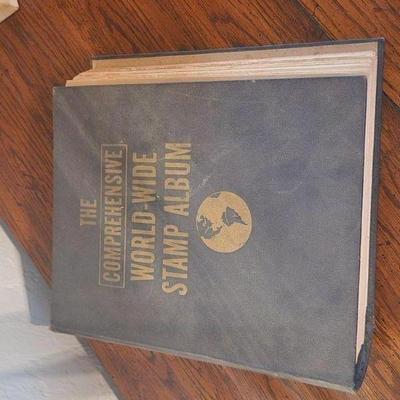 THE
COMPREHENSIVE
WORLD-WIDE
STAMP ALBUM